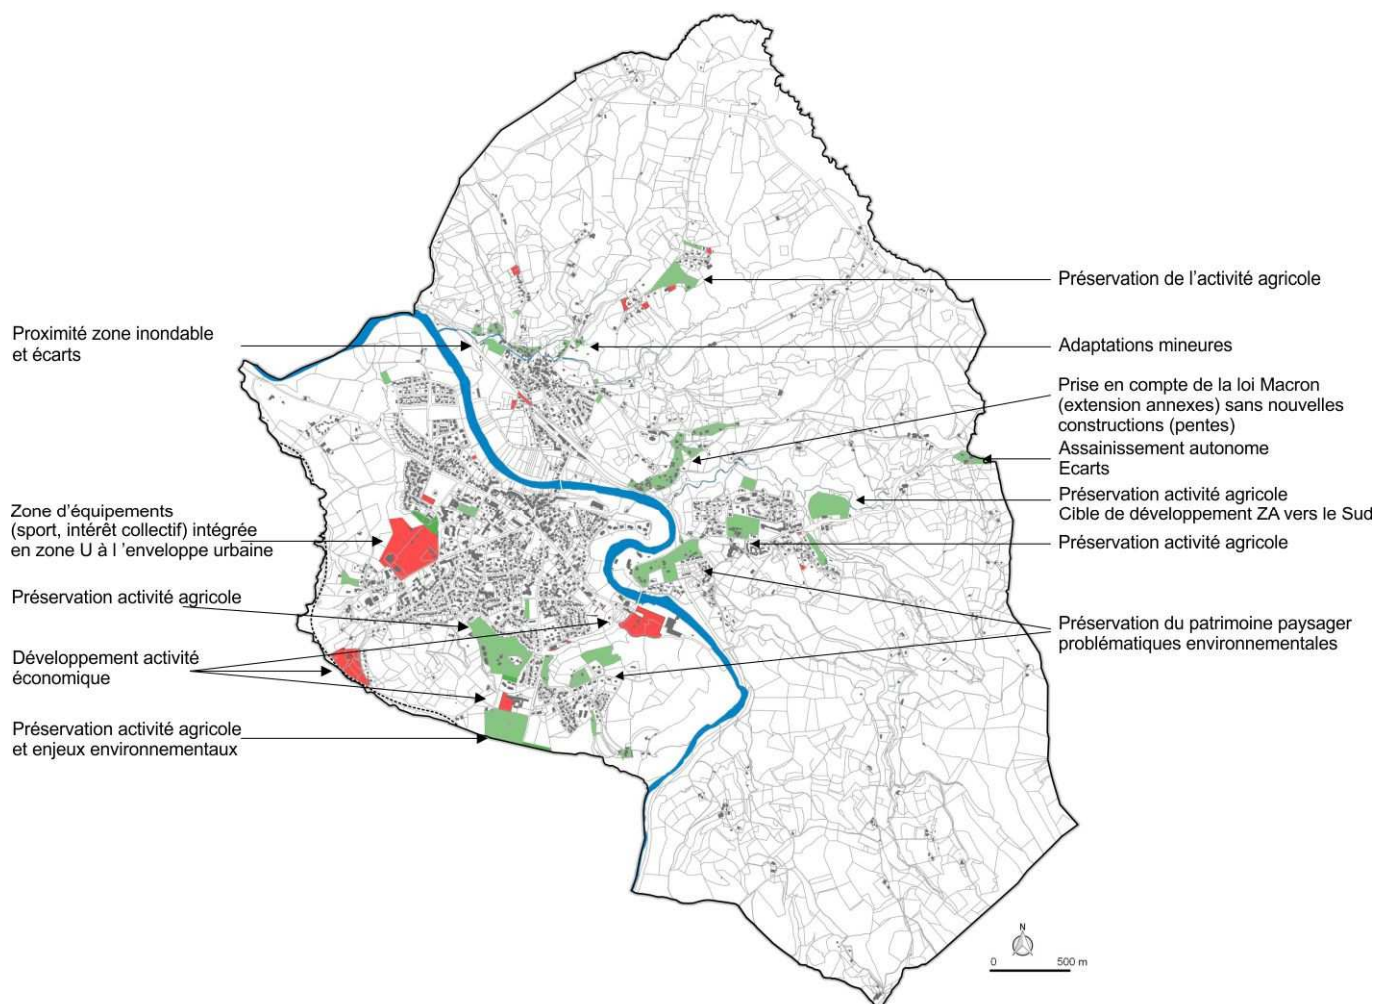 Proximité zone inondable
et écarts
Zone d'équipements
(sport, intérêt collectif) intégrée
en zone U à l 'enveloppe urbaine
Préservation activité agricole
Développement activité
économique
Préservation activité agricole
et enjeux environnementaux
Préservation de l'activité agricole
Adaptations mineures
Prise en compte de la loi Macron
(extension annexes) sans nouvelles
constructions (pentes)
Assainissement autonome
Ecarts
Préservation activité agricole
Cible de développement ZA vers le Sud
Préservation activité agricole
Préservation du patrimoine paysager
problématiques environnementales
N
0 500 m